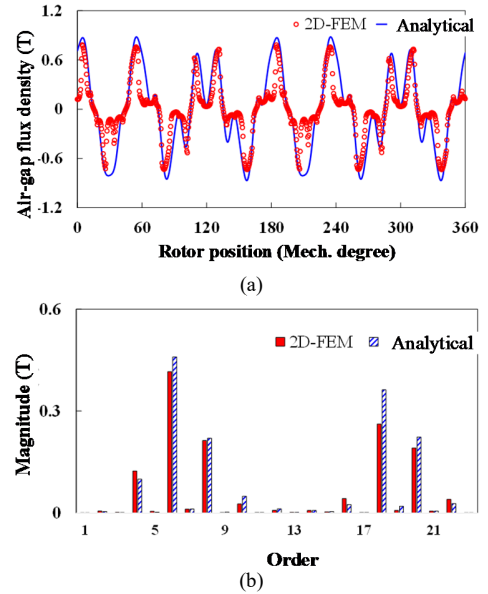 2D-FEM Analytical
Air-gap flux density (T)
1.2
0.6
0
-0.6
-1.2
0 60 120 180 240 300 360
Rotor position (Mech. degree)
(a)
2D-FEM Analytical
Magnitude (T)
0.6
0.3
0
1 5 9 13 17 21
Order
(b)